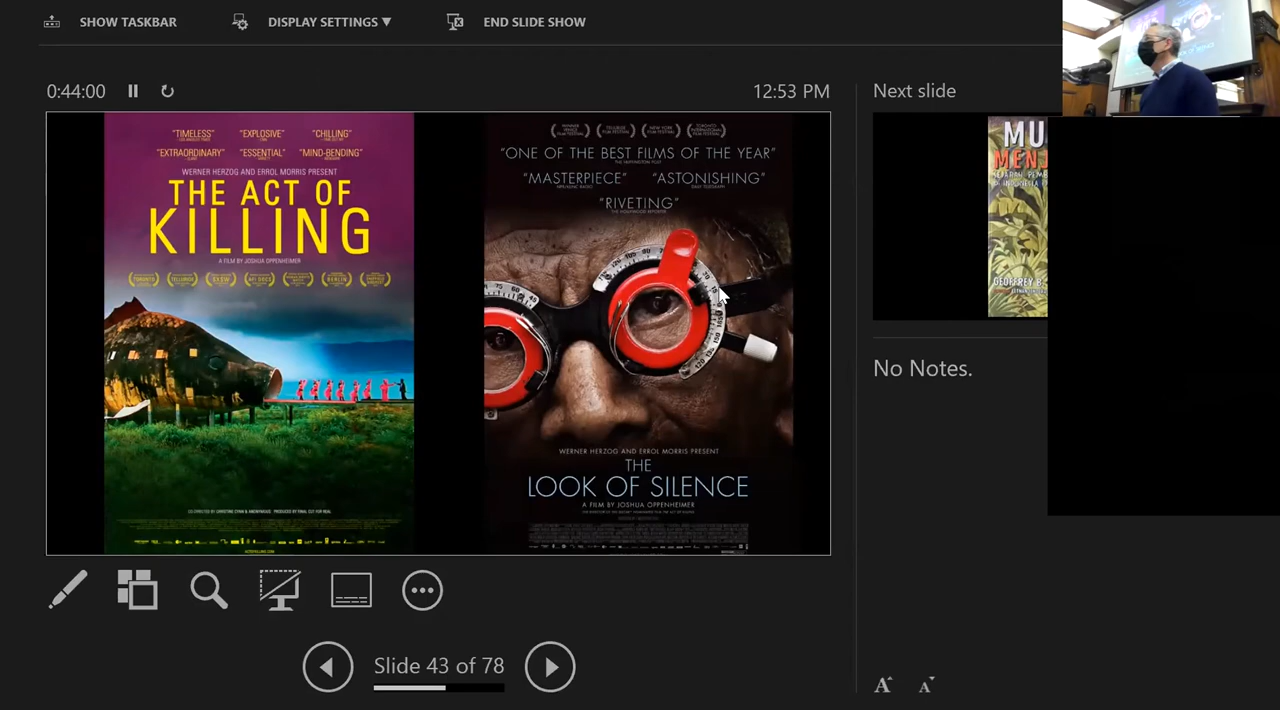 SHOW TASKBAR
DISPLAY SETTINGS ▼
END SLIDE SHOW
0:44:00
12:53 PM
"TIMELESS" "EXPLOSIVE" "CHILLING"
"EXTRAORDINARY" "ESSENTIAL" "MIND-BENDING"
WERNER HERZOG AND ERROL MORRIS PRESENT
THE ACT OF
KILLING
A FILM BY JOSHUA OPPENHEIMER
"ONE OF THE BEST FILMS OF THE YEAR"
"MASTERPIECE" "ASTONISHING"
"RIVETING"
WERNER HERZOG AND ERROL MORRIS PRESENT
THE
LOOK OF SILENCE
A FILM BY JOSHUA OPPENHEIMER
Slide 43 of 78
Next slide
MU
MENJ
GEOFFREY B.
No Notes.